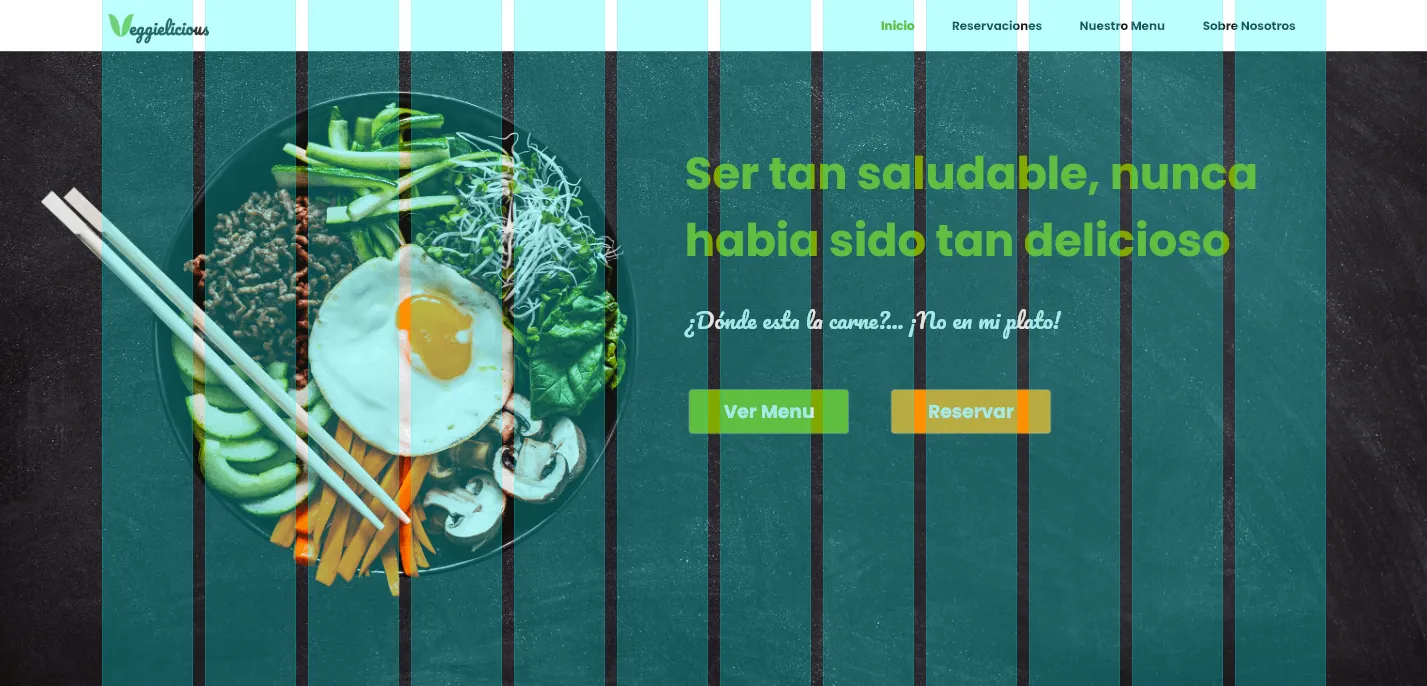 Veggielicious
Inicio Reservaciones Nuestro Menu Sobre Nosotros
Ser tan saludable, nunca
habia sido tan delicioso
¿Dónde esta la carne?... ¡No en mi plato!
Ver Menu Reservar